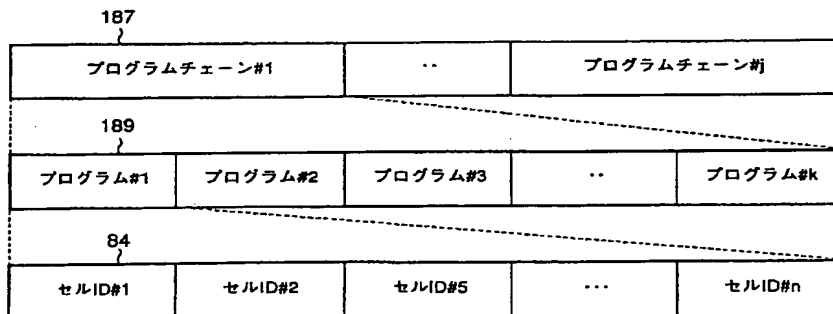 187
プログラムチェーン#1 ‥ プログラムチェーン#j
189
プログラム#1 プログラム#2 プログラム#3 ‥ プログラム#k
84
セルID#1 セルID#2 セルID#5 ... セルID#n